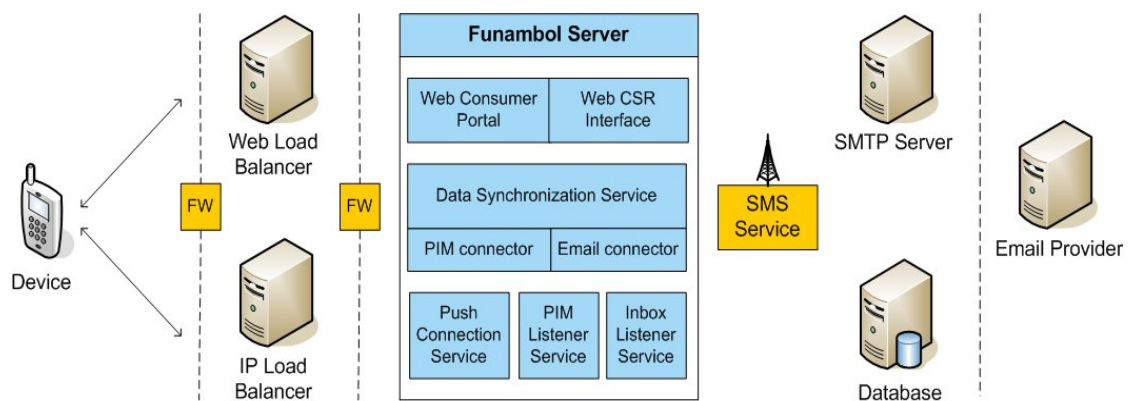 Funambol Server
Web Consumer
Portal
Web CSR
Interface
Data Synchronization Service
PIM connector
Email connector
Push
Connection
Service
PIM
Listener
Service
Inbox
Listener
Service
Device
Web Load
Balancer
FW
FW
IP Load
Balancer
SMS
Service
SMTP Server
Database
Email Provider